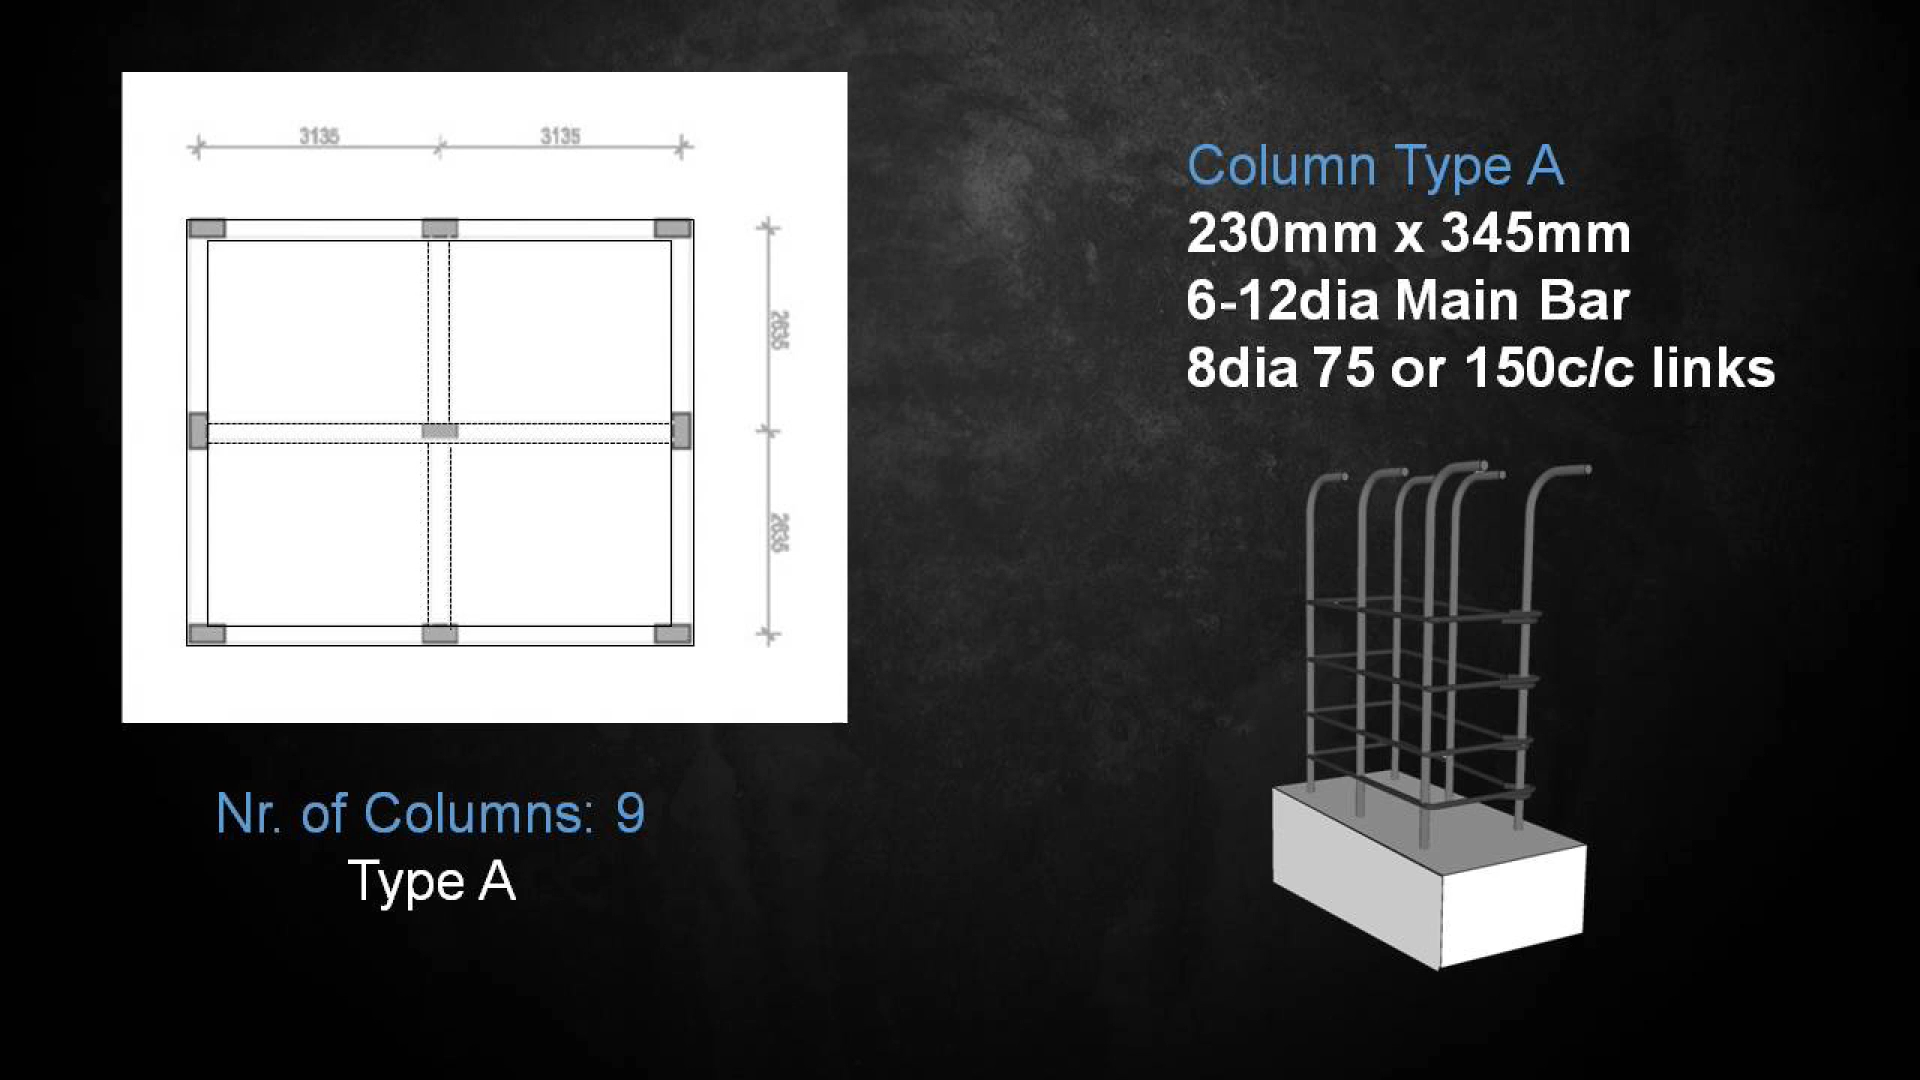 3135 3135
2635
2635
Column Type A
230mm x 345mm
6-12dia Main Bar
8dia 75 or 150c/c links
Nr. of Columns: 9
Type A